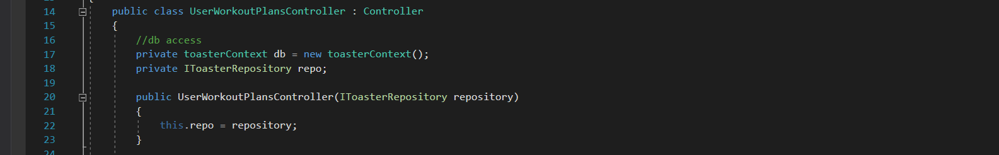 14 public class UserWorkoutPlansController : Controller
15 {
16 //db access
17 private toasterContext db = new toasterContext();
18 private IToasterRepository repo;
19
20 public UserWorkoutPlansController(IToasterRepository repository)
21 {
22 this.repo = repository;
23 }
24